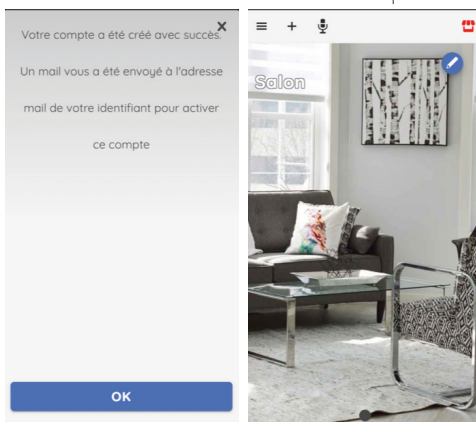 Votre compte a été créé avec succès.
Un mail vous a été envoyé à l'adresse
mail de votre identifiant pour activer
ce compte
OK
Salon